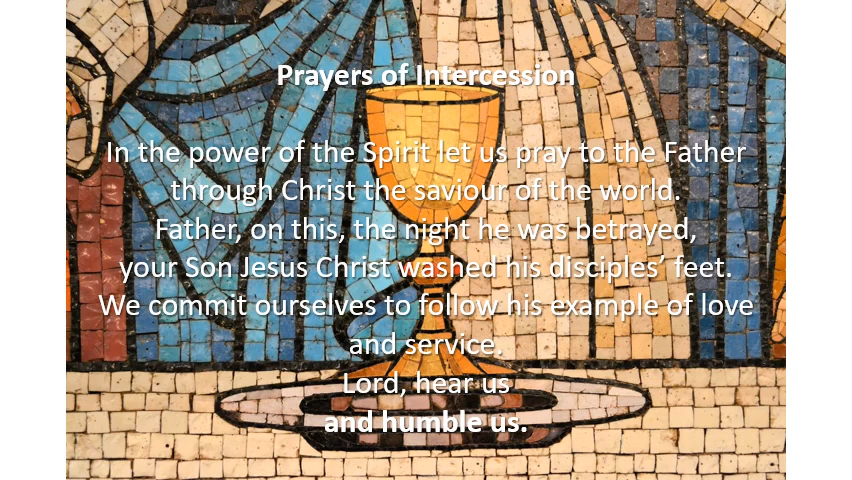 Prayers of Intercession
In the power of the Spirit let us pray to the Father
through Christ the saviour of the world.
Father, on this, the night he was betrayed,
your Son Jesus Christ washed his disciples’ feet.
We commit ourselves to follow his example of love
and service.
Lord, hear us
and humble us.